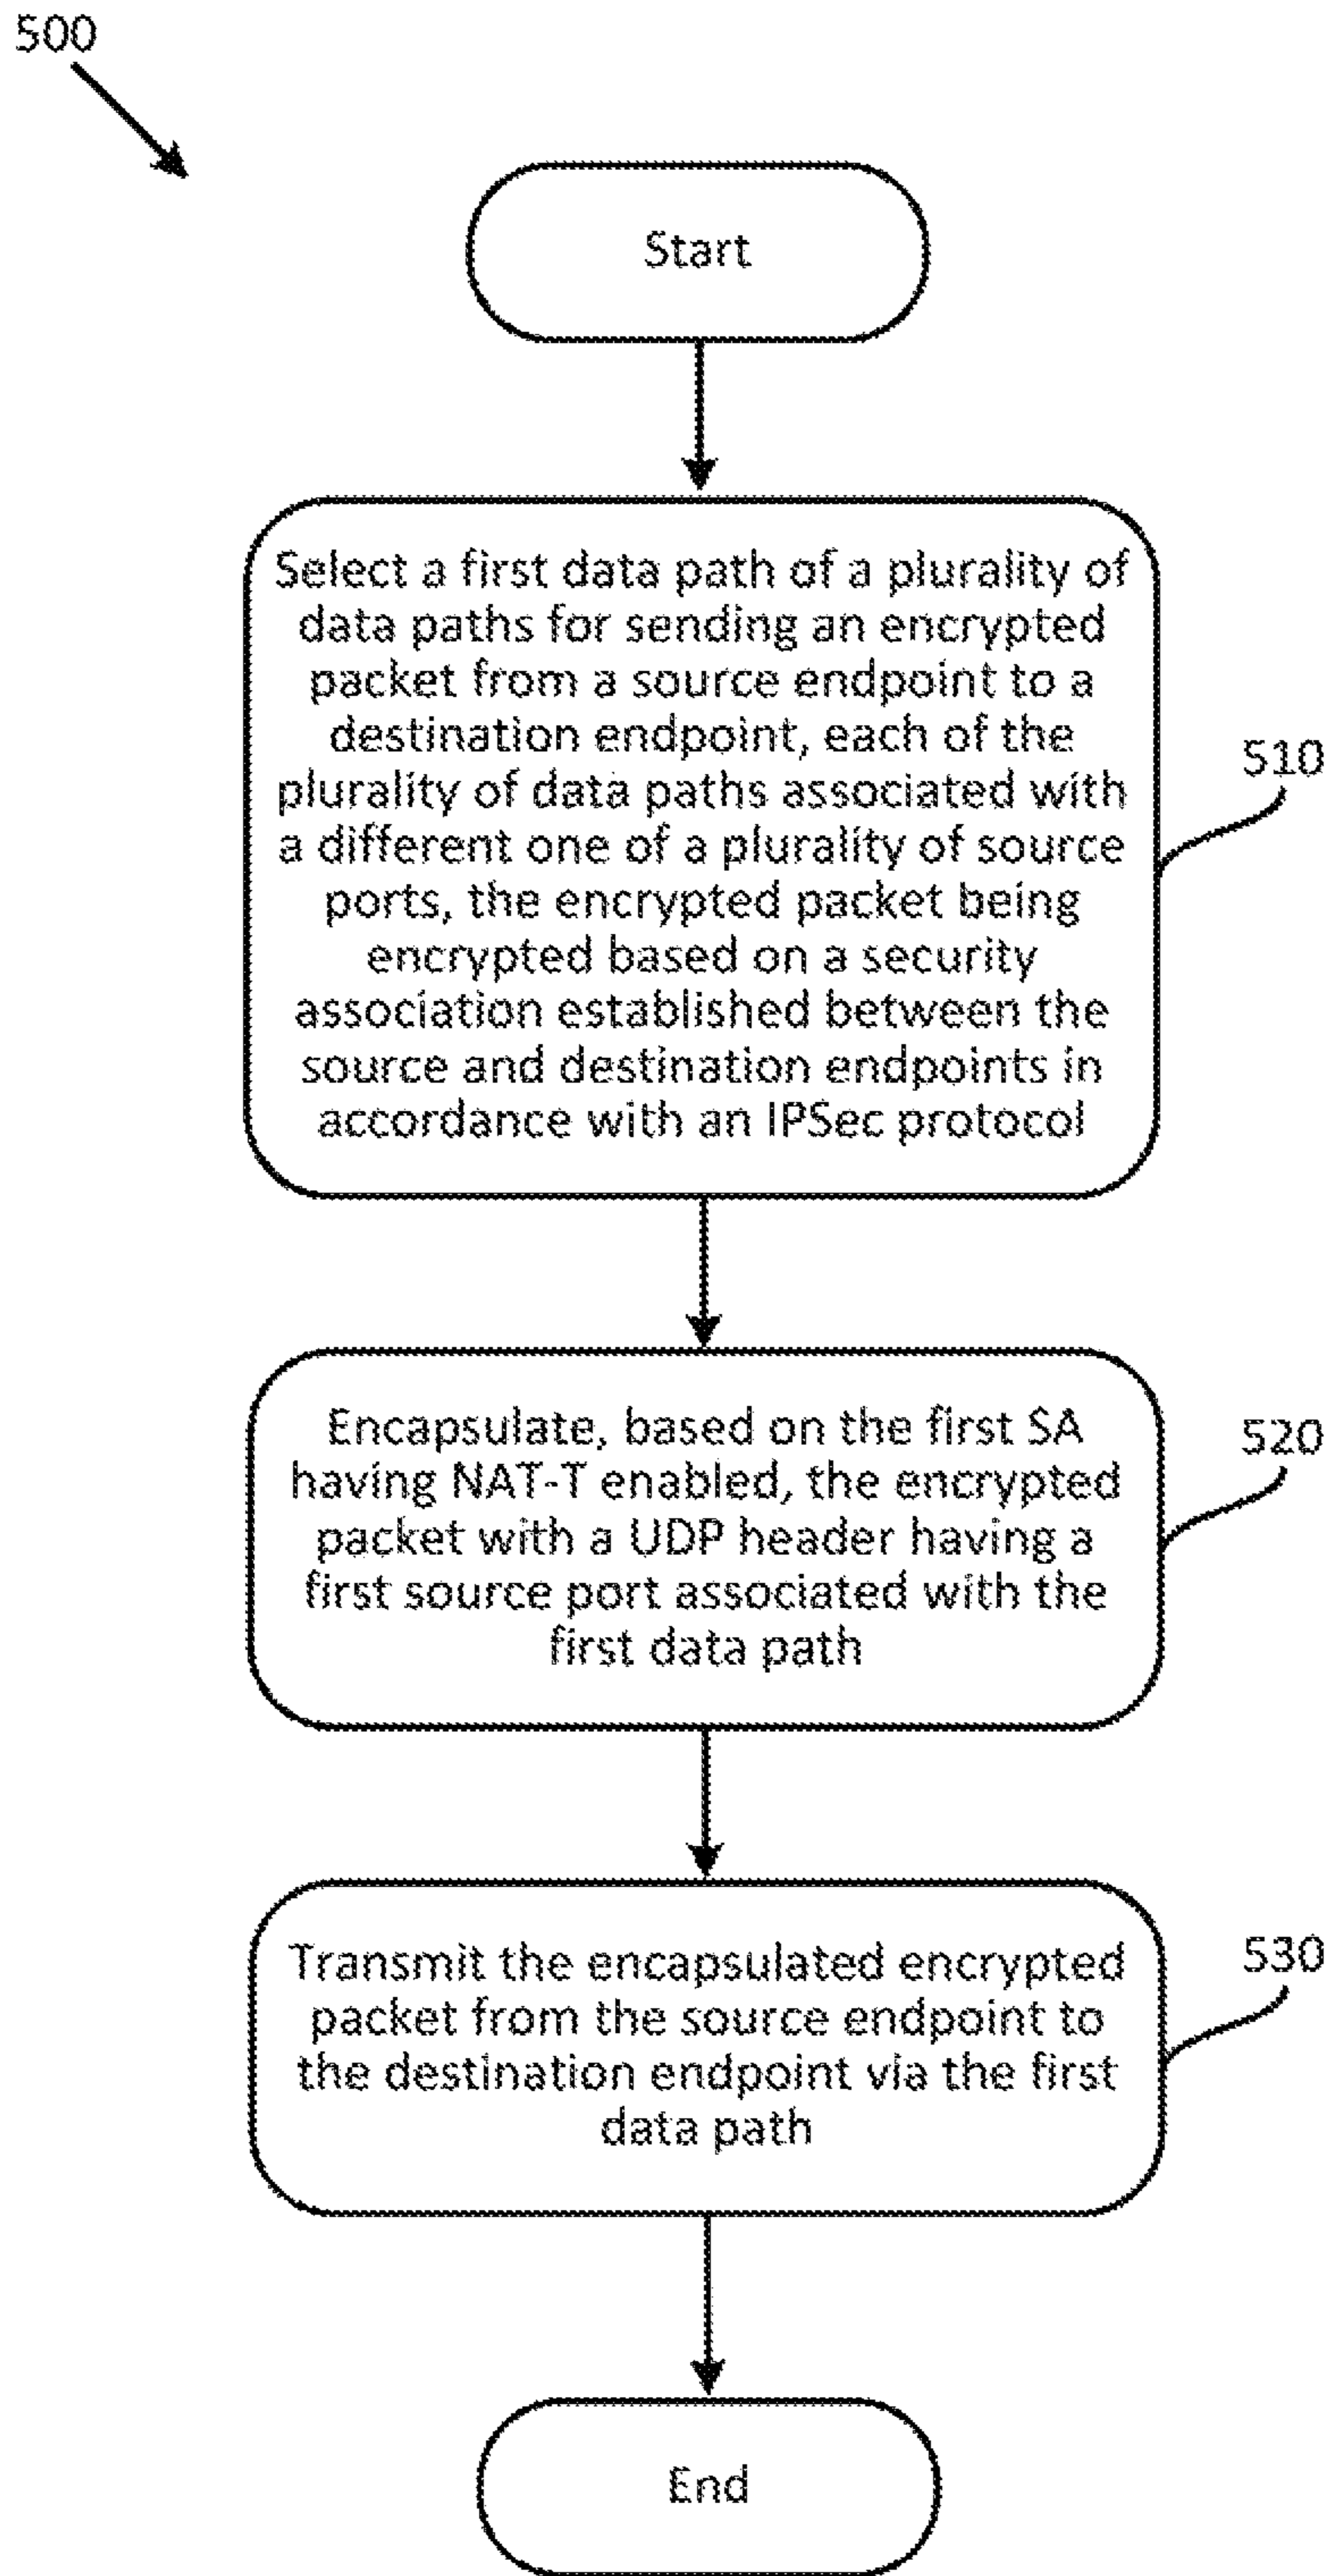 500
Start
Select a first data path of a plurality of
data paths for sending an encrypted
packet from a source endpoint to a
destination endpoint, each of the
plurality of data paths associated with
a different one of a plurality of source
ports, the encrypted packet being
encrypted based on a security
association established between the
source and destination endpoints in
accordance with an IPSec protocol
510
Encapsulate, based on the first SA
having NAT-T enabled, the encrypted
packet with a UDP header having a
first source port associated with the
first data path
520
Transmit the encapsulated encrypted
packet from the source endpoint to
the destination endpoint via the first
data path
530
End